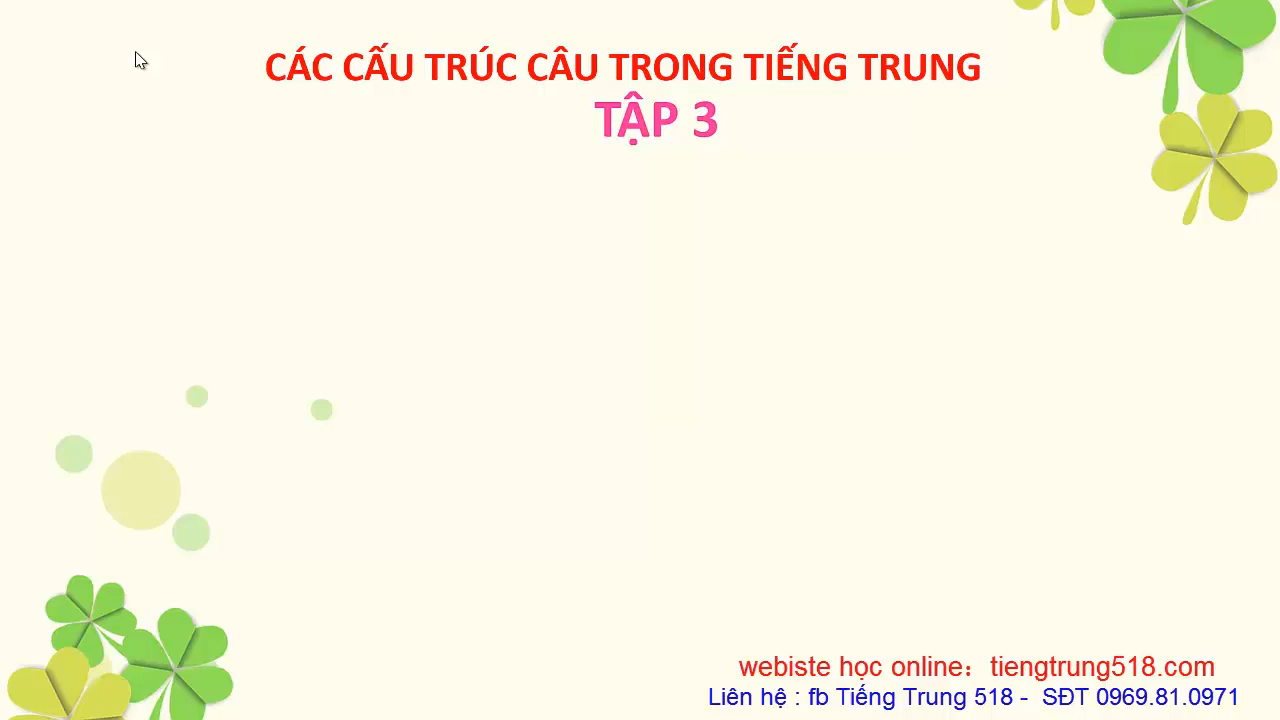 CÁC CẤU TRÚC CÂU TRONG TIẾNG TRUNG
TẬP 3
webiste học online：tiengtrung518.com
Liên hệ : fb Tiếng Trung 518 - SĐT 0969.81.0971